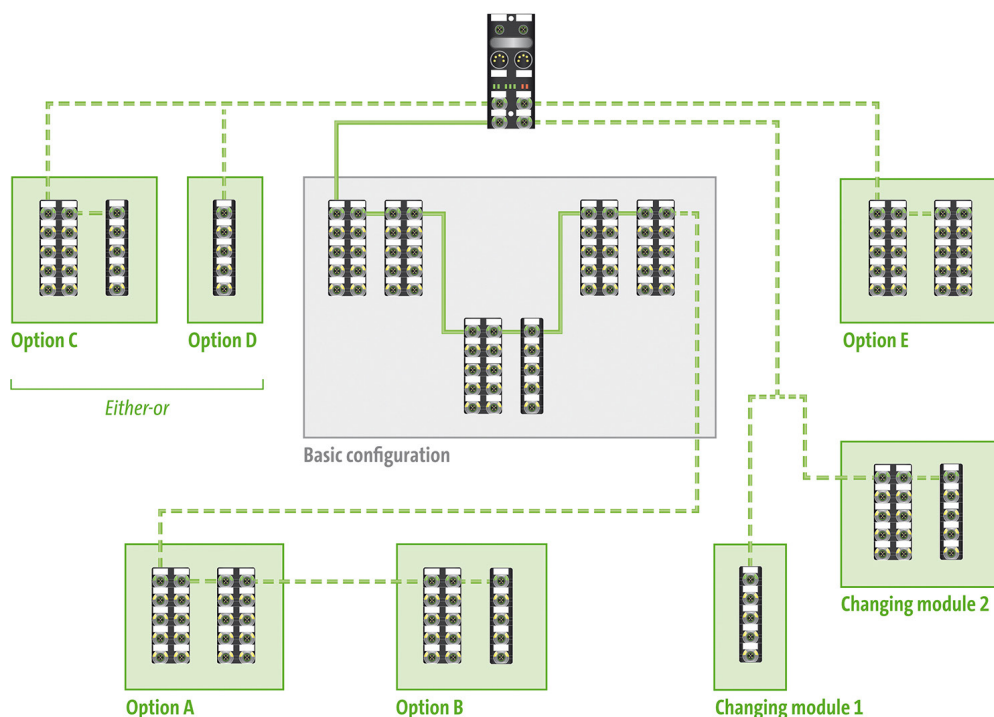 Option C
Option D
Option E
Either-or
Basic configuration
Changing module 2
Option A
Option B
Changing module 1